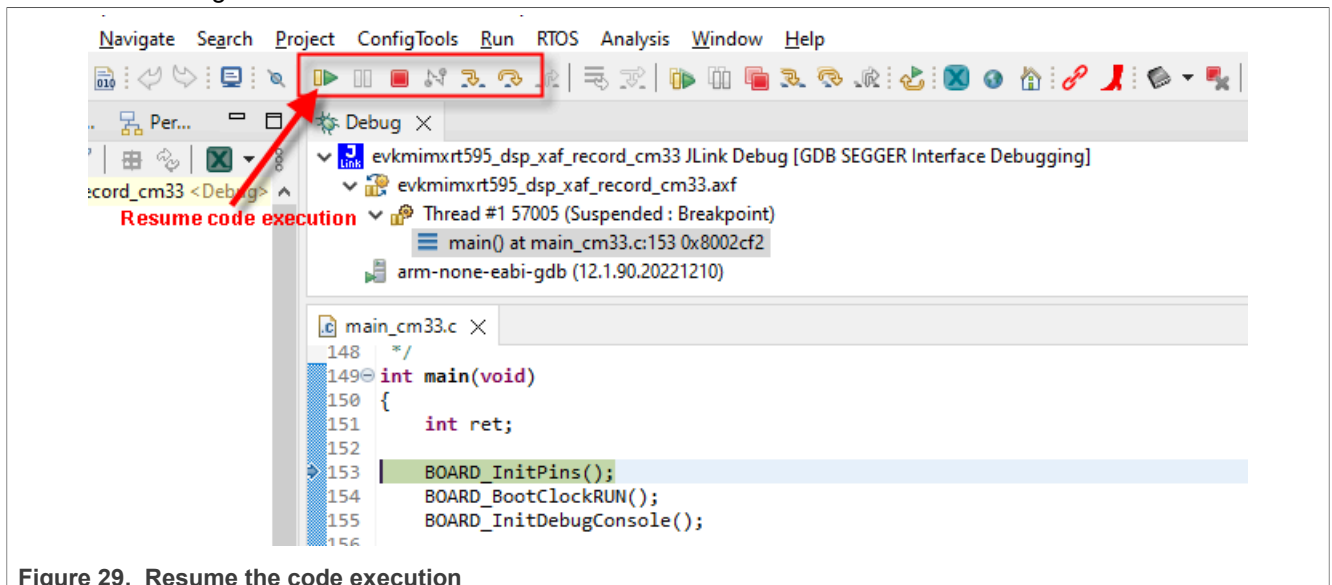 Navigate Search Project ConfigTools Run RTOS Analysis Window Help
010
Per...
Debug
J Link evkmimxrt595_dsp_xaf_record_cm33 JLink Debug [GDB SEGGER Interface Debugging]
evkmimxrt595_dsp_xaf_record_cm33.axf
ecord_cm33 <Debug>
Resume code execution
Thread #1 57005 (Suspended : Breakpoint)
main() at main_cm33.c:153 0x8002cf2
arm-none-eabi-gdb (12.1.90.20221210)
.c main_cm33.c
148 */
149 int main(void)
150 {
151 int ret;
152
153 BOARD_InitPins();
154 BOARD_BootClockRUN();
155 BOARD_InitDebugConsole();
156
Figure 29. Resume the code execution